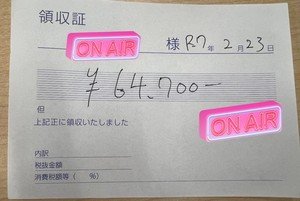 領収証
ON AIR 様 R7年 2月 23日
¥64.700-
但
上記正に領収いたしました
ON AIR
内訳
税抜金額
消費税額等( %)